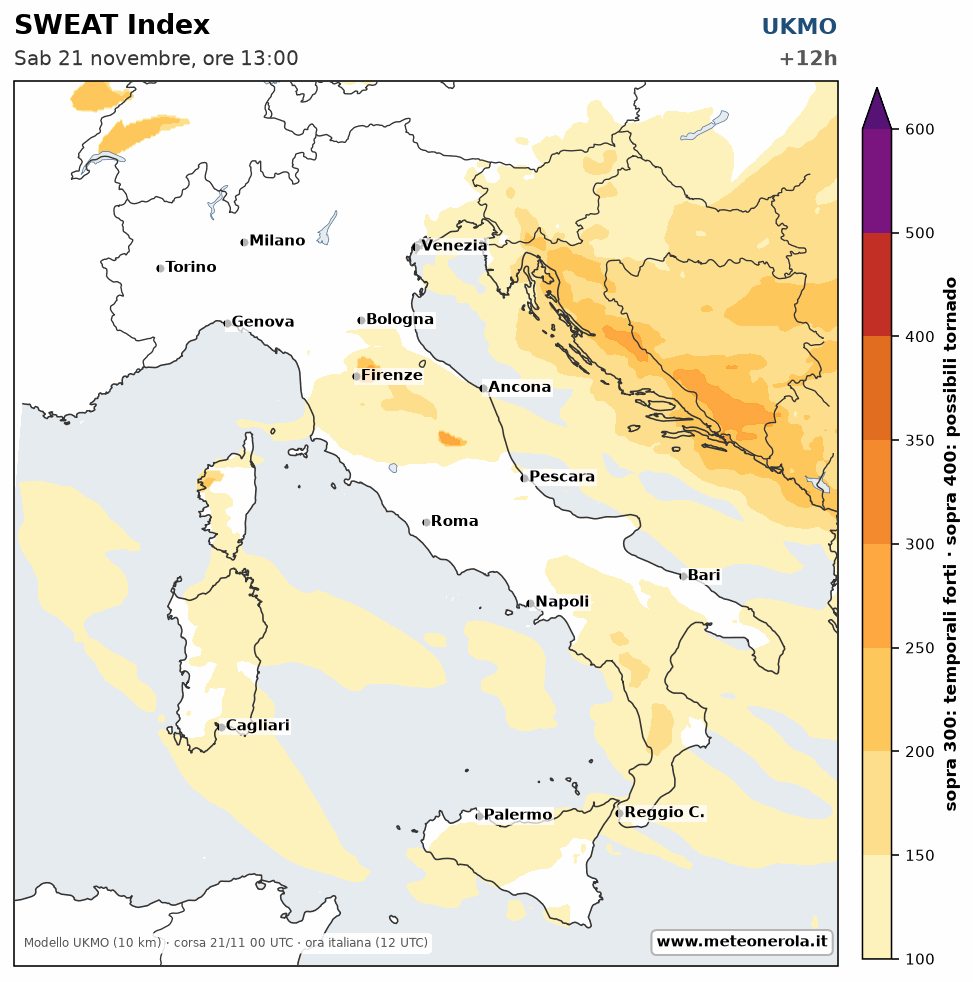 SWEAT Index
UKMO
Sab 21 novembre, ore 13:00
+12h
600
500
400
350
300
250
200
150
100
sopra 300: temporali forti · sopra 400: possibili tornado
Milano
Venezia
Torino
Genova
Bologna
Firenze
Ancona
Pescara
Roma
Bari
Napoli
Cagliari
Palermo
Reggio C.
Modello UKMO (10 km) · corsa 21/11 00 UTC · ora italiana (12 UTC)
www.meteonerola.it